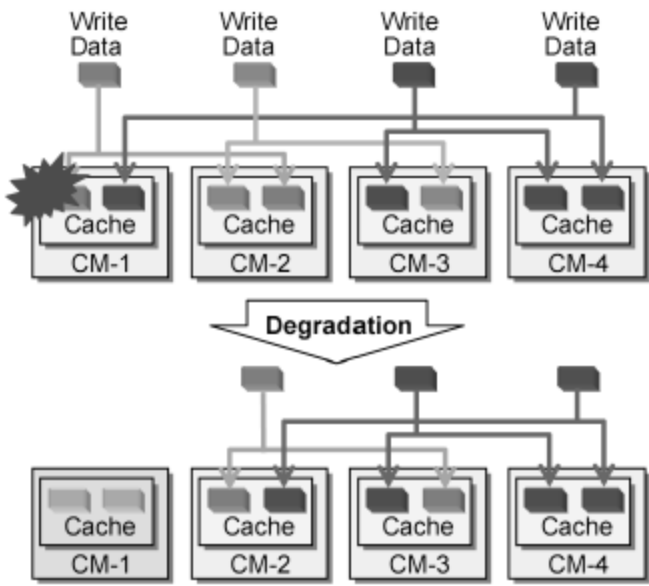 Write
Data
Write
Data
Write
Data
Write
Data
Cache
Cache
Cache
Cache
CM-1
CM-2
CM-3
CM-4
Degradation
Cache
Cache
Cache
Cache
CM-1
CM-2
CM-3
CM-4